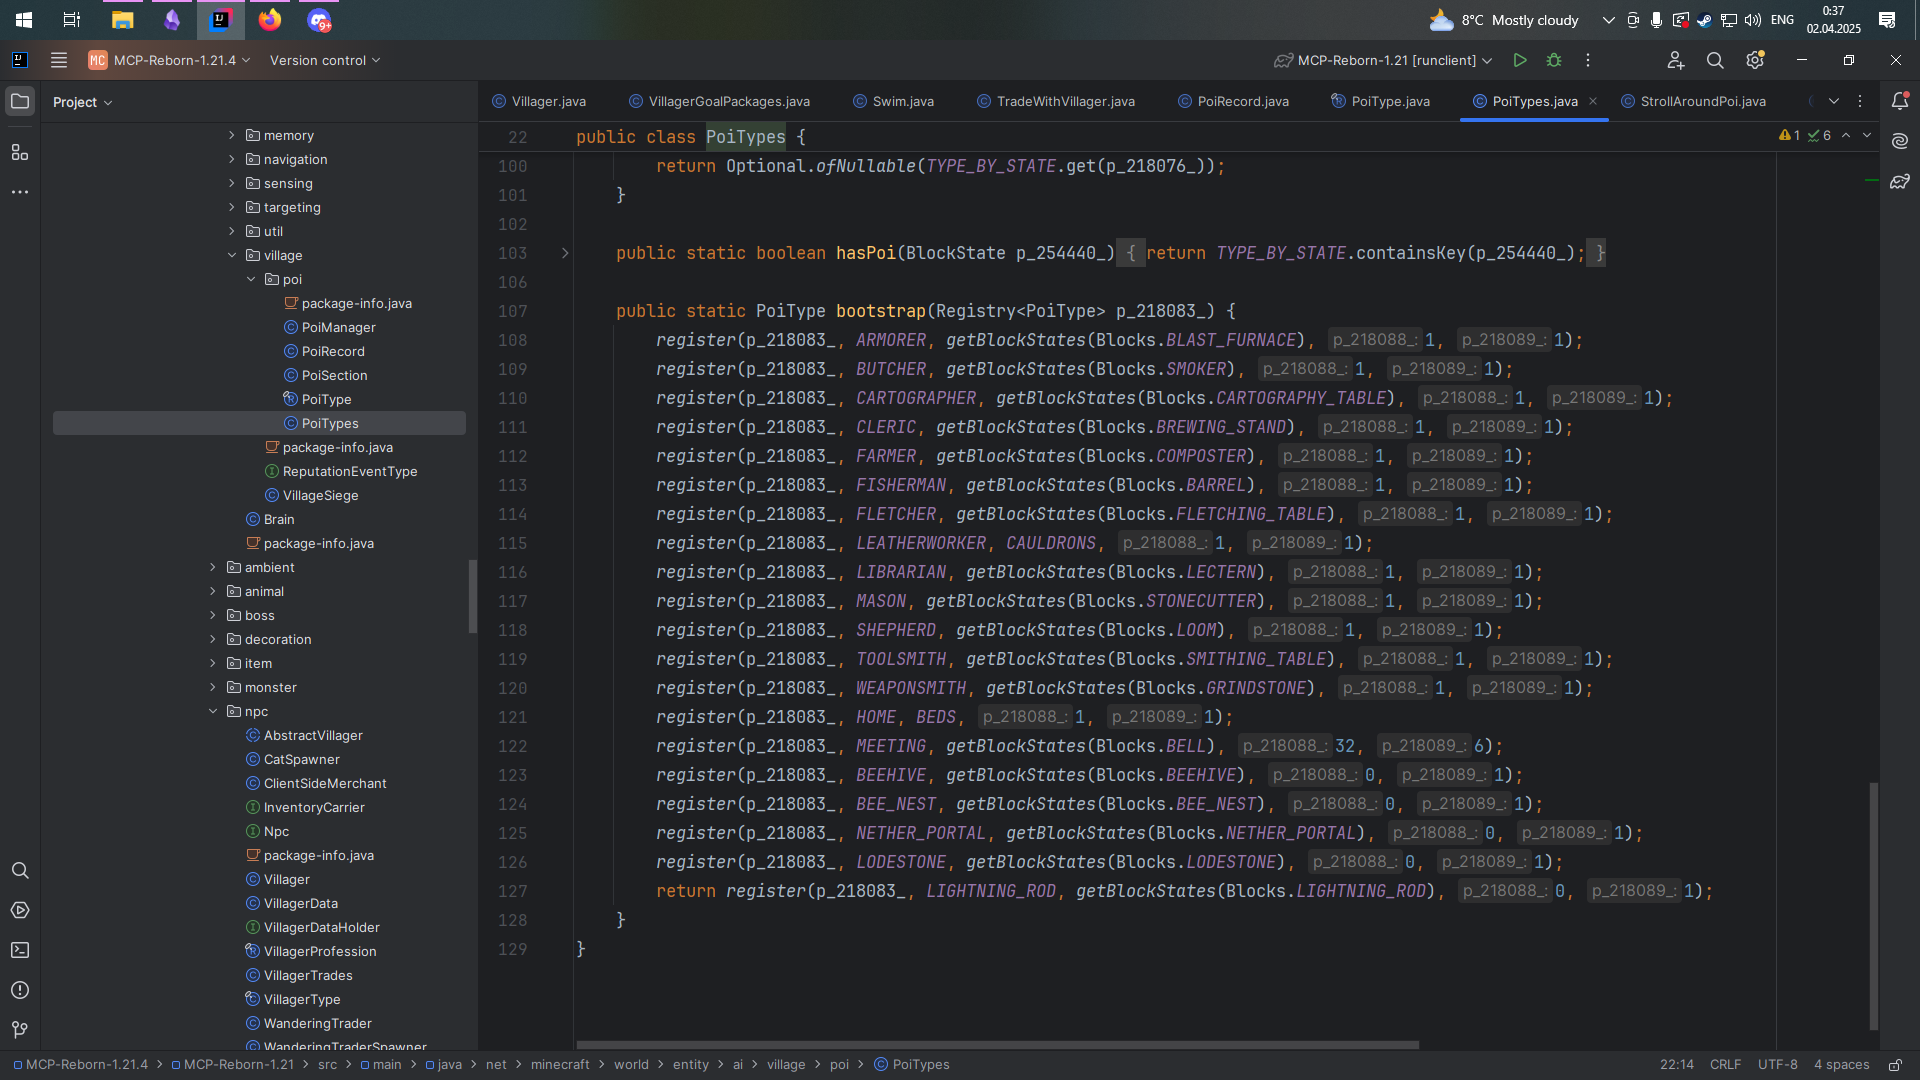 9+
8°C Mostly cloudy
ENG
0:37
02.04.2025
MC MCP-Reborn-1.21.4
Version control
MCP-Reborn-1.21 [runclient]
Project
Villager.java
VillagerGoalPackages.java
Swim.java
TradeWithVillager.java
PoiRecord.java
PoiType.java
PoiTypes.java
StrollAroundPoi.java
memory
navigation
sensing
targeting
util
village
poi
package-info.java
PoiManager
PoiRecord
PoiSection
PoiType
PoiTypes
package-info.java
ReputationEventType
VillageSiege
Brain
package-info.java
ambient
animal
boss
decoration
item
monster
npc
AbstractVillager
CatSpawner
ClientSideMerchant
InventoryCarrier
Npc
package-info.java
Villager
VillagerData
VillagerDataHolder
VillagerProfession
VillagerTrades
VillagerType
WanderingTrader
WanderingTraderSpawner
1 6
22 public class PoiTypes {
100 return Optional.ofNullable(TYPE_BY_STATE.get(p_218076_));
101 }
102
103 public static boolean hasPoi(BlockState p_254440_) { return TYPE_BY_STATE.containsKey(p_254440_); }
106
107 public static PoiType bootstrap(Registry<PoiType> p_218083_) {
108 register(p_218083_, ARMORER, getBlockStates(Blocks.BLAST_FURNACE), p_218088_: 1, p_218089_: 1);
109 register(p_218083_, BUTCHER, getBlockStates(Blocks.SMOKER), p_218088_: 1, p_218089_: 1);
110 register(p_218083_, CARTOGRAPHER, getBlockStates(Blocks.CARTOGRAPHY_TABLE), p_218088_: 1, p_218089_: 1);
111 register(p_218083_, CLERIC, getBlockStates(Blocks.BREWING_STAND), p_218088_: 1, p_218089_: 1);
112 register(p_218083_, FARMER, getBlockStates(Blocks.COMPOSTER), p_218088_: 1, p_218089_: 1);
113 register(p_218083_, FISHERMAN, getBlockStates(Blocks.BARREL), p_218088_: 1, p_218089_: 1);
114 register(p_218083_, FLETCHER, getBlockStates(Blocks.FLETCHING_TABLE), p_218088_: 1, p_218089_: 1);
115 register(p_218083_, LEATHERWORKER, CAULDRONS, p_218088_: 1, p_218089_: 1);
116 register(p_218083_, LIBRARIAN, getBlockStates(Blocks.LECTERN), p_218088_: 1, p_218089_: 1);
117 register(p_218083_, MASON, getBlockStates(Blocks.STONECUTTER), p_218088_: 1, p_218089_: 1);
118 register(p_218083_, SHEPHERD, getBlockStates(Blocks.LOOM), p_218088_: 1, p_218089_: 1);
119 register(p_218083_, TOOLSMITH, getBlockStates(Blocks.SMITHING_TABLE), p_218088_: 1, p_218089_: 1);
120 register(p_218083_, WEAPONSMITH, getBlockStates(Blocks.GRINDSTONE), p_218088_: 1, p_218089_: 1);
121 register(p_218083_, HOME, BEDS, p_218088_: 1, p_218089_: 1);
122 register(p_218083_, MEETING, getBlockStates(Blocks.BELL), p_218088_: 32, p_218089_: 6);
123 register(p_218083_, BEEHIVE, getBlockStates(Blocks.BEEHIVE), p_218088_: 0, p_218089_: 1);
124 register(p_218083_, BEE_NEST, getBlockStates(Blocks.BEE_NEST), p_218088_: 0, p_218089_: 1);
125 register(p_218083_, NETHER_PORTAL, getBlockStates(Blocks.NETHER_PORTAL), p_218088_: 0, p_218089_: 1);
126 register(p_218083_, LODESTONE, getBlockStates(Blocks.LODESTONE), p_218088_: 0, p_218089_: 1);
127 return register(p_218083_, LIGHTNING_ROD, getBlockStates(Blocks.LIGHTNING_ROD), p_218088_: 0, p_218089_: 1);
128 }
129 }
MCP-Reborn-1.21.4 > MCP-Reborn-1.21 > src > main > java > net > minecraft > world > entity > ai > village > poi > PoiTypes
22:14 CRLF UTF-8 4 spaces